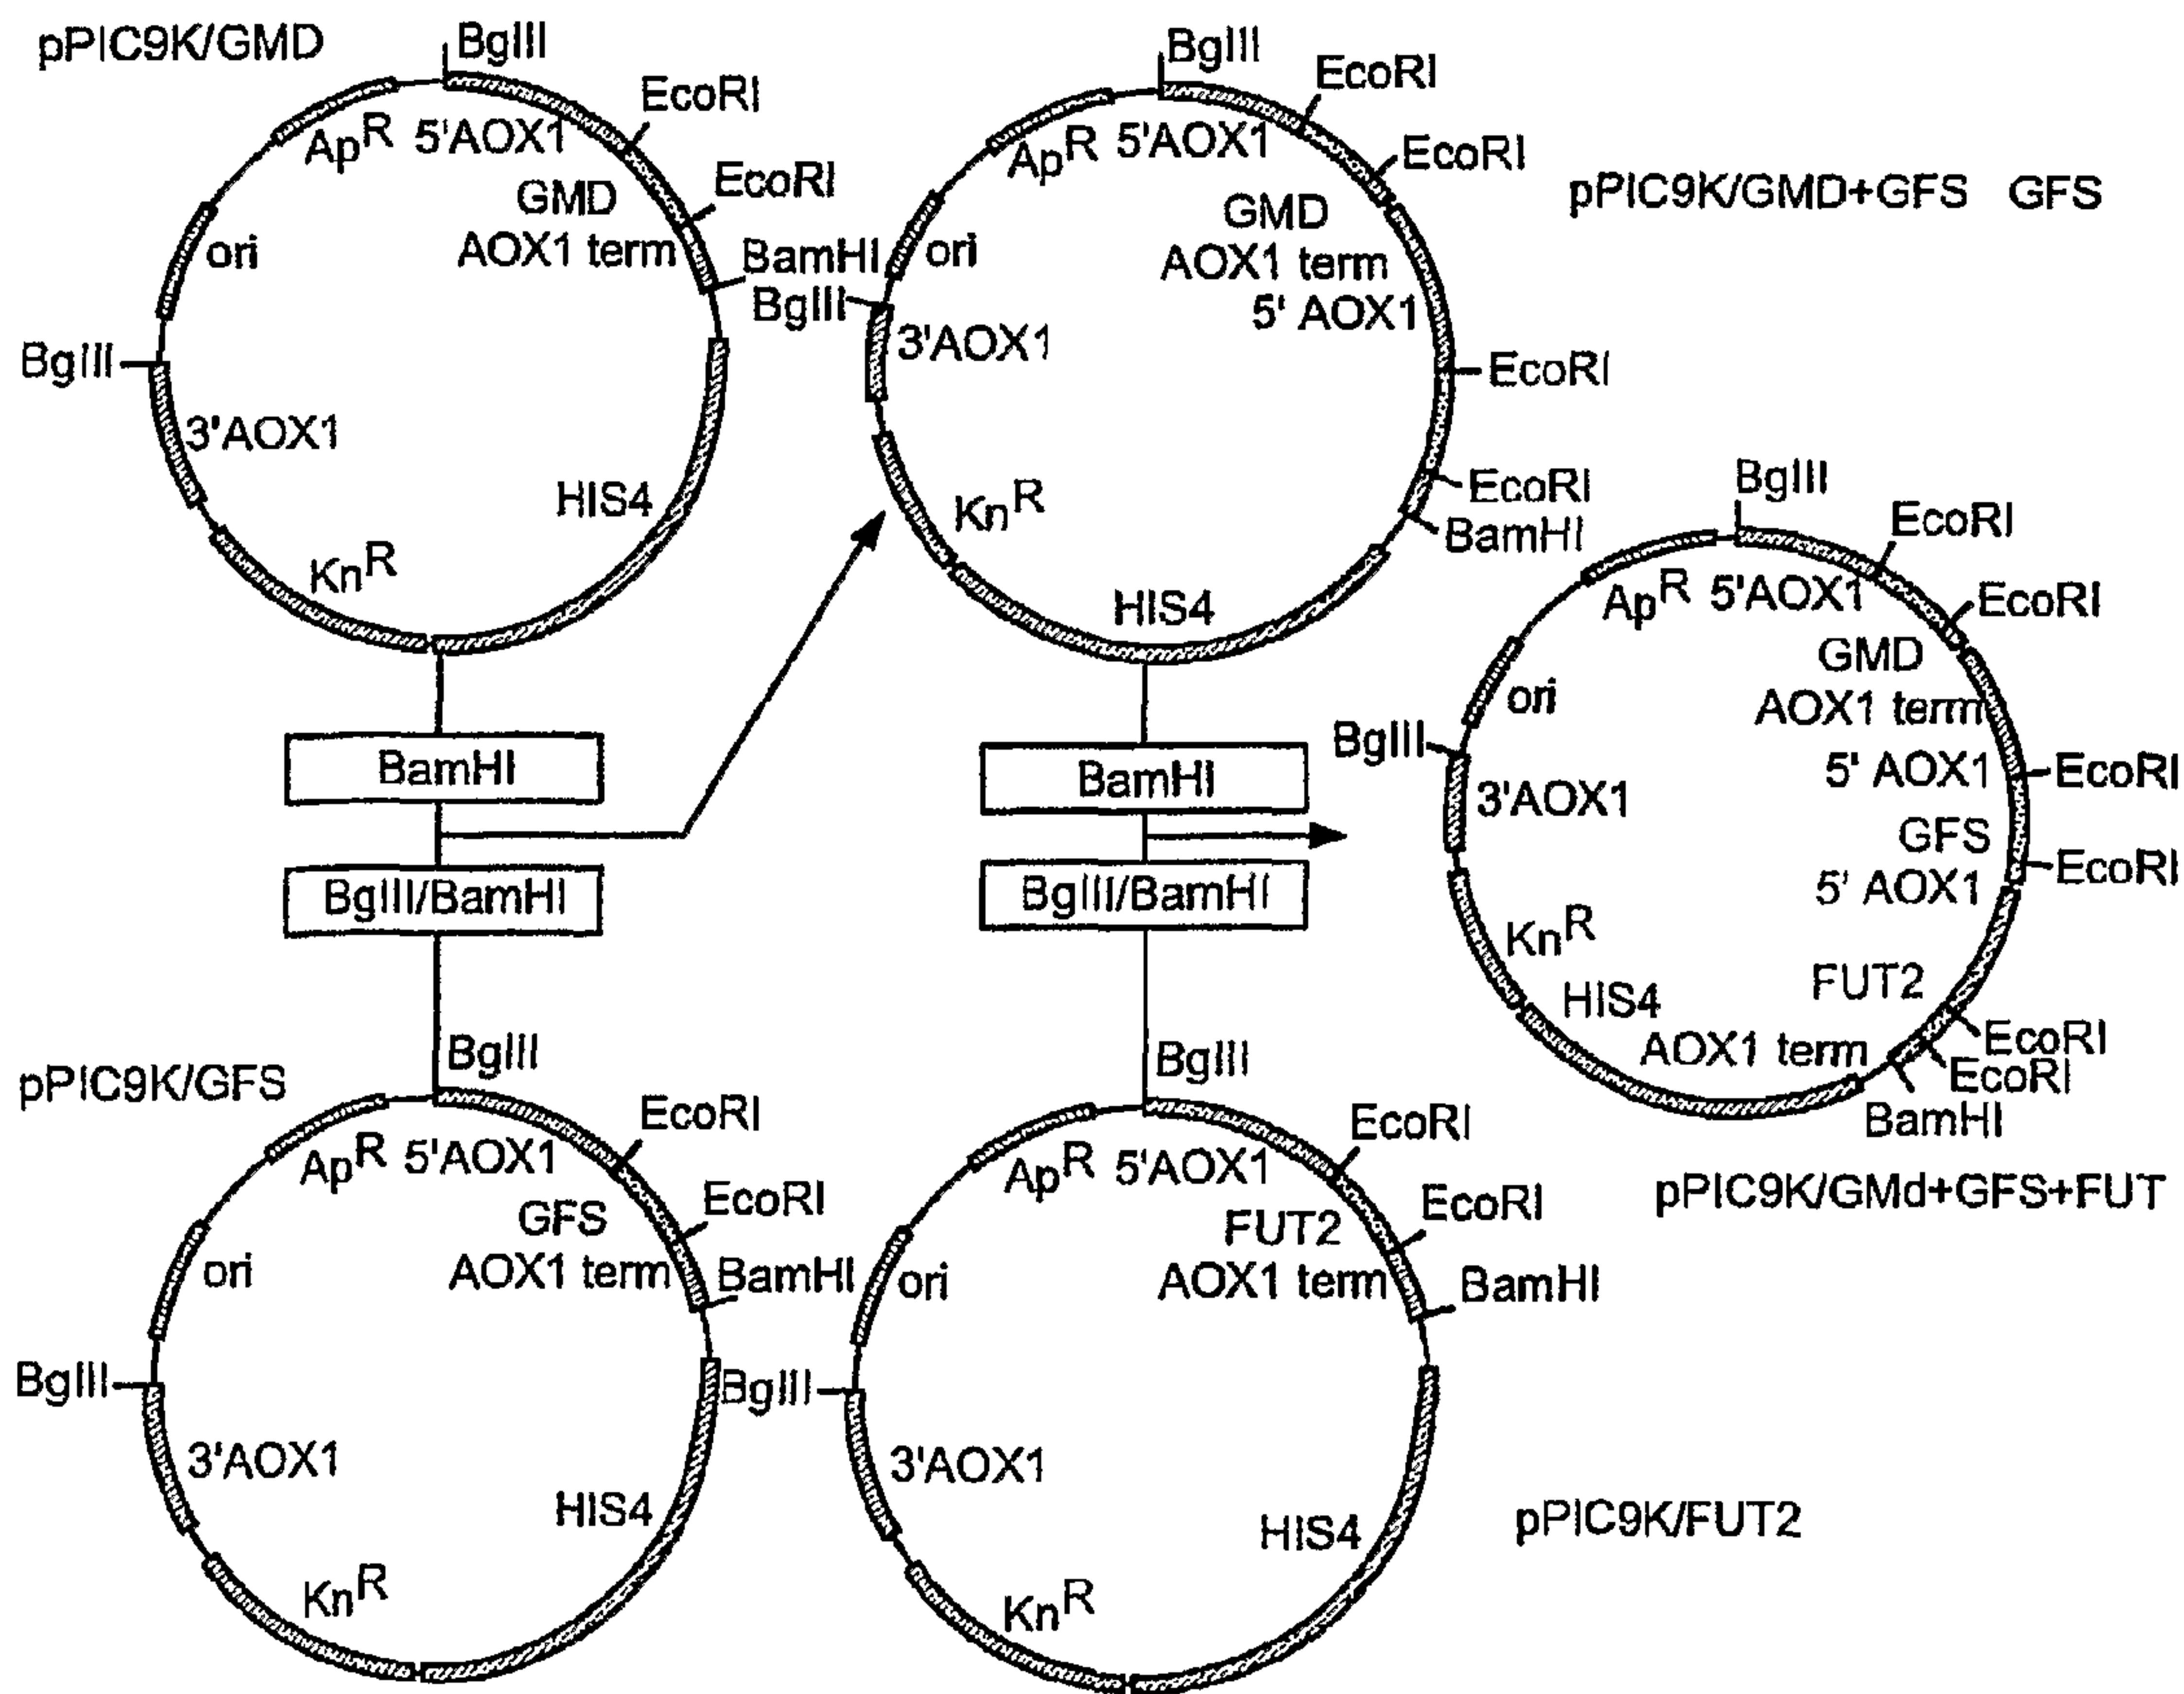 pPIC9K/GMD
BglII
EcoRI
EcoRI
BamHI
ApR 5'AOX1
GMD
AOX1 term
ori
BglII
3'AOX1
HIS4
KnR
BamHI
BglII/BamHI
pPIC9K/GMD+GFS GFS
BglII
EcoRI
EcoRI
ApR 5'AOX1
GMD
AOX1 term
5' AOX1
ori
BglII
3'AOX1
EcoRI
EcoRI
BamHI
KnR
HIS4
BamHI
BglII/BamHI
BglII
EcoRI
EcoRI
ApR 5'AOX1
GMD
AOX1 term
ori
BglII
5' AOX1
EcoRI
3'AOX1
GFS
EcoRI
5' AOX1
KnR
FUT2
HIS4
EcoRI
AOX1 term
EcoRI
BamHI
pPIC9K/GMd+GFS+FUT
pPIC9K/GFS
BglII
EcoRI
ApR 5'AOX1
EcoRI
GFS
AOX1 term
BamHI
ori
BglII
3'AOX1
HIS4
KnR
BglII
EcoRI
ApR 5'AOX1
EcoRI
FUT2
AOX1 term
BamHI
ori
BglII
3'AOX1
HIS4
KnR
pPIC9K/FUT2